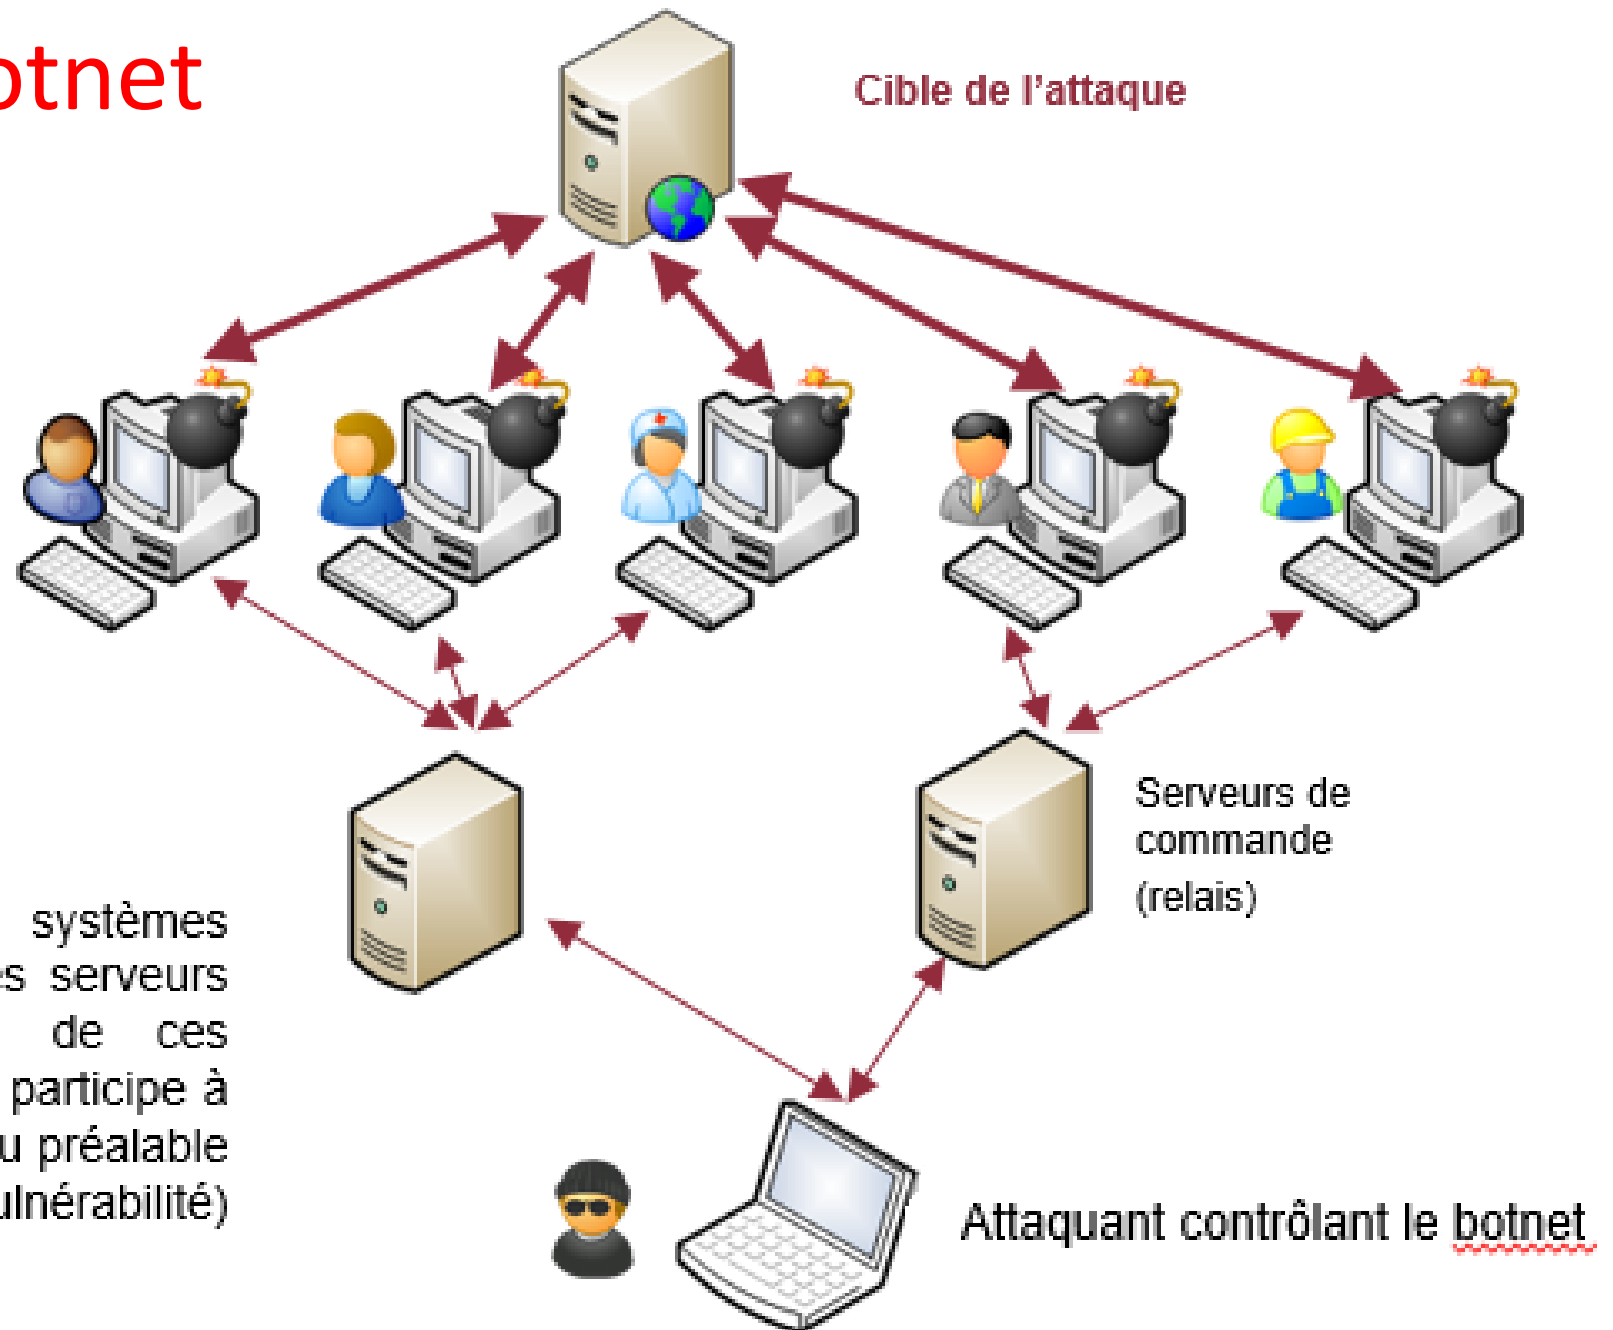 otnet
Cible de l'attaque
Serveurs de
commande
(relais)
systèmes
es serveurs
de ces
participe à
u préalable
ulnérabilité)
Attaquant contrôlant le botnet